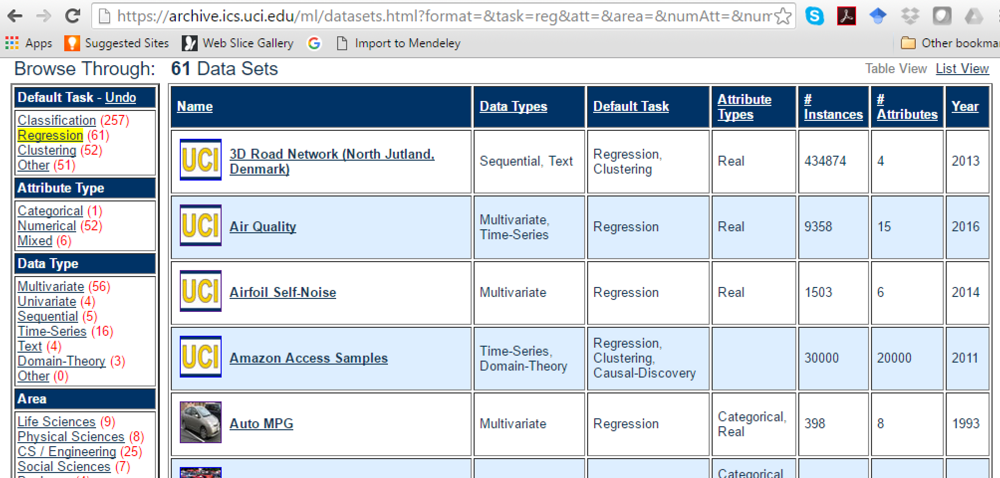 https://archive.ics.uci.edu/ml/datasets.html?format=&task=reg&att=&area=&numAtt=&num
Apps Suggested Sites Web Slice Gallery Import to Mendeley Other bookma
Browse Through: 61 Data Sets Table View List View
Default Task - Undo
Classification (257)
Regression (61)
Clustering (52)
Other (51)
Attribute Type
Categorical (1)
Numerical (52)
Mixed (6)
Data Type
Multivariate (56)
Univariate (4)
Sequential (5)
Time-Series (16)
Text (4)
Domain-Theory (3)
Other (0)
Area
Life Sciences (9)
Physical Sciences (8)
CS / Engineering (25)
Social Sciences (7)
Name Data Types Default Task Attribute Types # Instances # Attributes Year
UCI 3D Road Network (North Jutland, Denmark) Sequential, Text Regression, Clustering Real 434874 4 2013
UCI Air Quality Multivariate, Time-Series Regression Real 9358 15 2016
UCI Airfoil Self-Noise Multivariate Regression Real 1503 6 2014
UCI Amazon Access Samples Time-Series, Domain-Theory Regression, Clustering, Causal-Discovery 30000 20000 2011
Auto MPG Multivariate Regression Categorical, Real 398 8 1993
Categorical